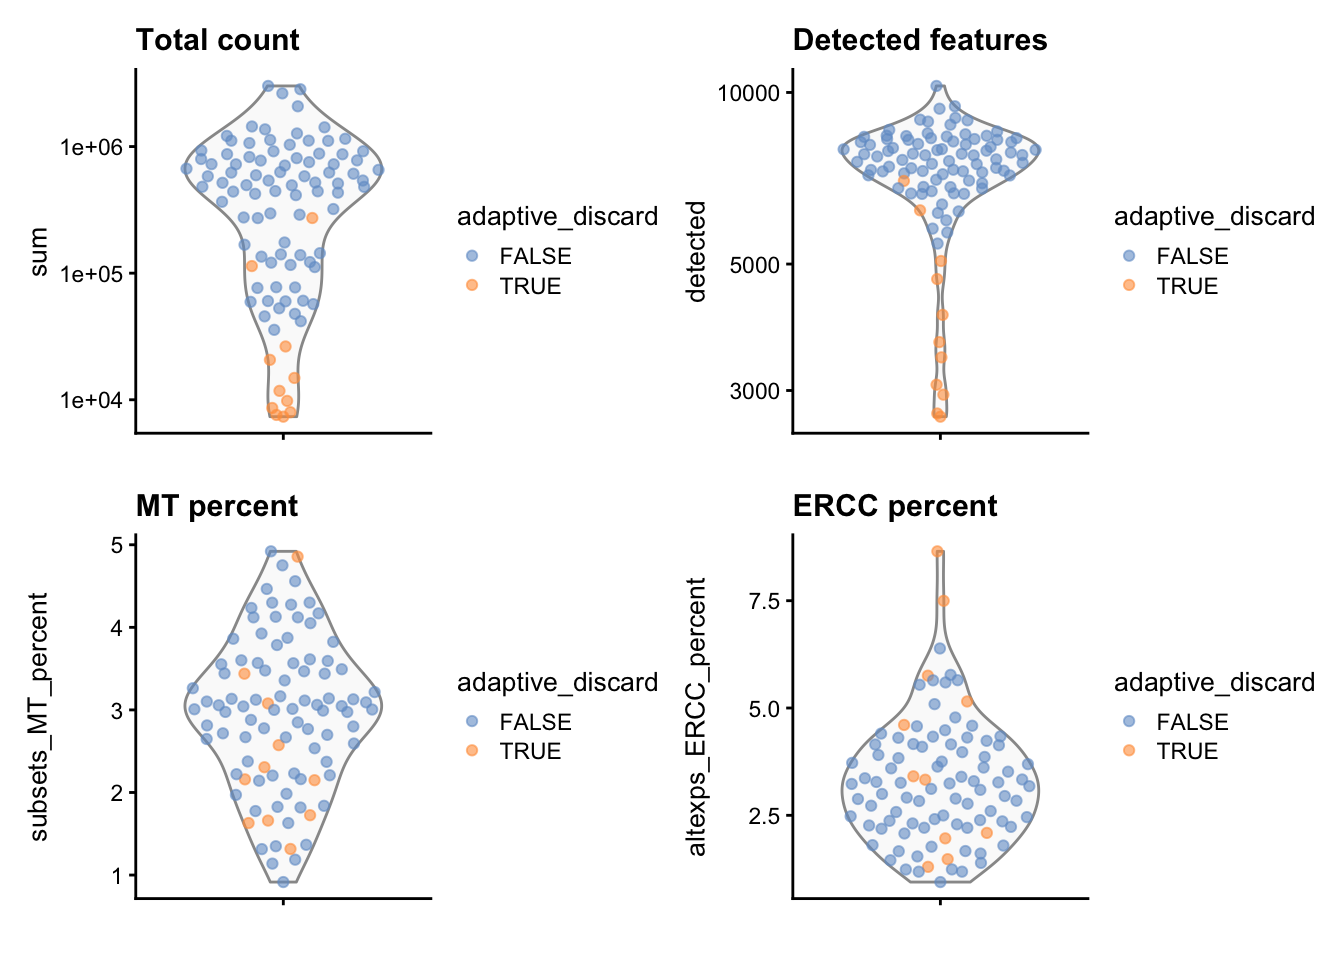 Total count
sum
1e+06
1e+05
1e+04
adaptive_discard
FALSE
TRUE
Detected features
detected
10000
5000
3000
adaptive_discard
FALSE
TRUE
MT percent
subsets_MT_percent
5
4
3
2
1
adaptive_discard
FALSE
TRUE
ERCC percent
altexps_ERCC_percent
7.5
5.0
2.5
adaptive_discard
FALSE
TRUE